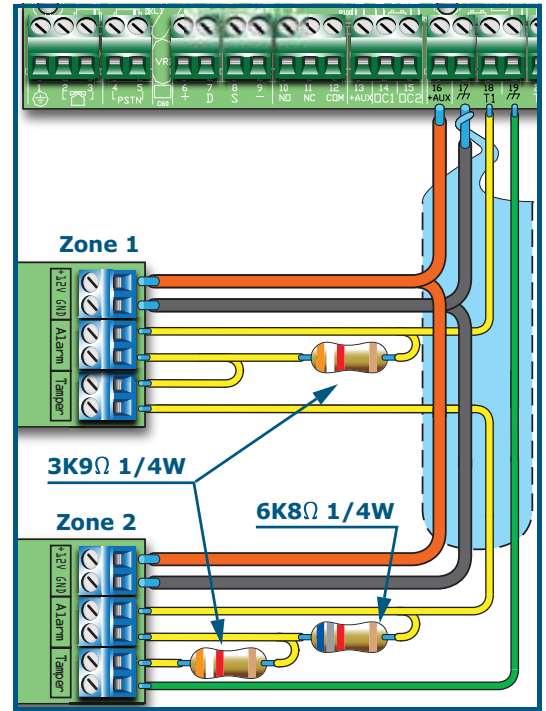 VR
C60
R100
2 3 4 5 6 7 8 9 10 11 12 13 14 15 16 17 18 19
PSTN + D S - NO NC COM +AUX OC1 OC2 +AUX T1
Zone 1
+12V GND
Alarm
Tamper
3K9Ω 1/4W
Zone 2
6K8Ω 1/4W
+12V GND
Alarm
Tamper